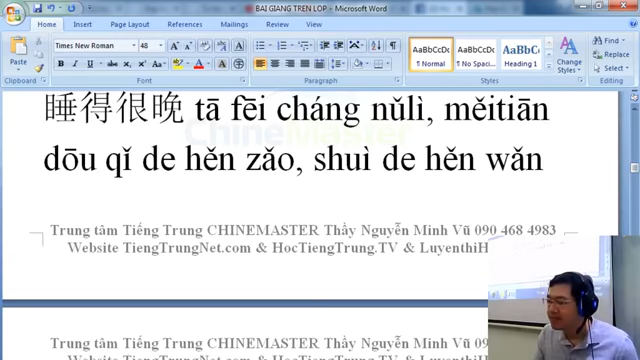 BAI GIANG TREN LOP - Microsoft Word
Home Insert Page Layout References Mailings Review View
Paste
Times New Roman 48
AaBbCcDc AaBbCcDc AaBbC
¶ Normal ¶ No Spaci... Heading 1
Change Styles
Find
Replace
Select
Clipboard Font Paragraph Styles Editing
睡得很晚 tā fēi cháng nǔlì, měitiān
dōu qǐ de hěn zǎo, shuì de hěn wǎn
ChineMaster
Trung tâm Tiếng Trung CHINEMASTER Thầy Nguyễn Minh Vũ 090 468 4983
Website TiengTrungNet.com & HocTiengTrung.TV & LuyenthiH
Trung tâm Tiếng Trung CHINEMASTER Thầy Nguyễn Minh Vũ 09